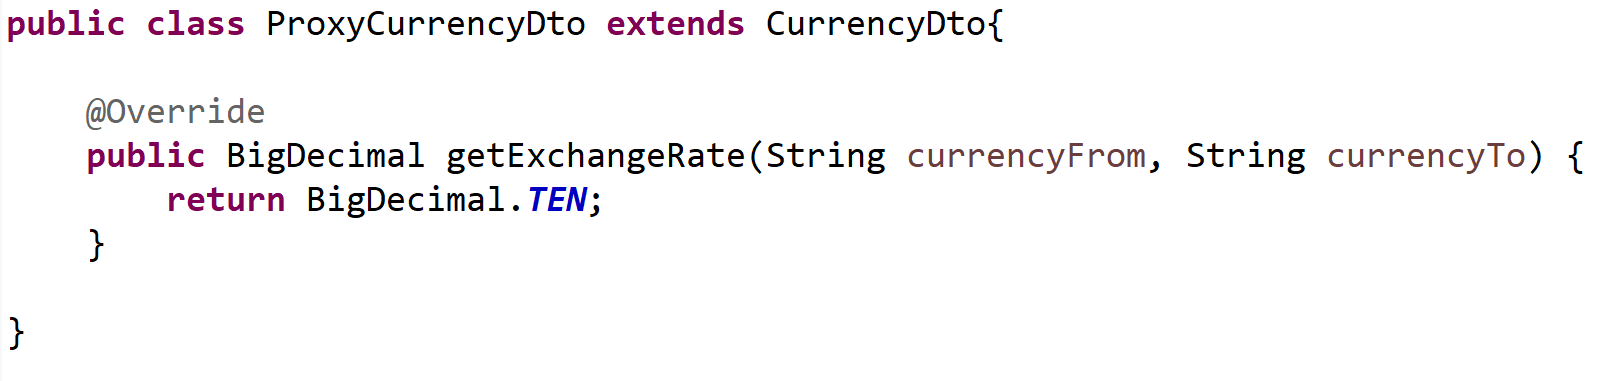 public class ProxyCurrencyDto extends CurrencyDto{
@Override
public BigDecimal getExchangeRate(String currencyFrom, String currencyTo) {
return BigDecimal.TEN;
}
}